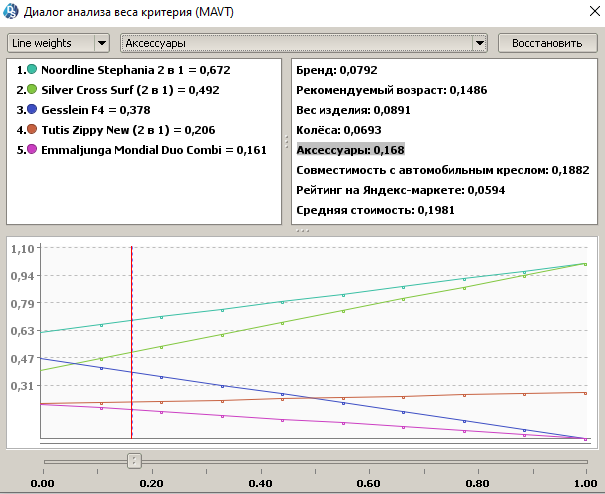 Диалог анализа веса критерия (MAVT)
Line weights
Аксессуары
Восстановить
1. Noordline Stephania 2 в 1 = 0,672
2. Silver Cross Surf (2 в 1) = 0,492
3. Gesslein F4 = 0,378
4. Tutis Zippy New (2 в 1) = 0,206
5. Emmaljunga Mondial Duo Combi = 0,161
Бренд: 0,0792
Рекомендуемый возраст: 0,1486
Вес изделия: 0,0891
Колёса: 0,0693
Аксессуары: 0,168
Совместимость с автомобильным креслом: 0,1882
Рейтинг на Яндекс-маркете: 0,0594
Средняя стоимость: 0,1981
1,10
0,94
0,79
0,63
0,47
0,31
0.00 0.20 0.40 0.60 0.80 1.00